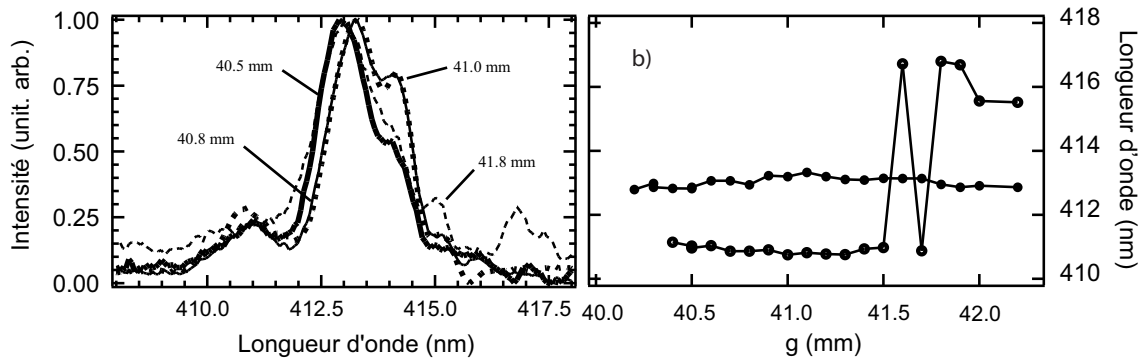 Intensité (unit. arb.)
1.00
0.75
0.50
0.25
0.00
40.5 mm
41.0 mm
40.8 mm
41.8 mm
410.0
412.5
415.0
417.5
Longueur d'onde (nm)
b)
418
416
414
412
410
Longueur d'onde (nm)
40.0
40.5
41.0
41.5
42.0
g (mm)